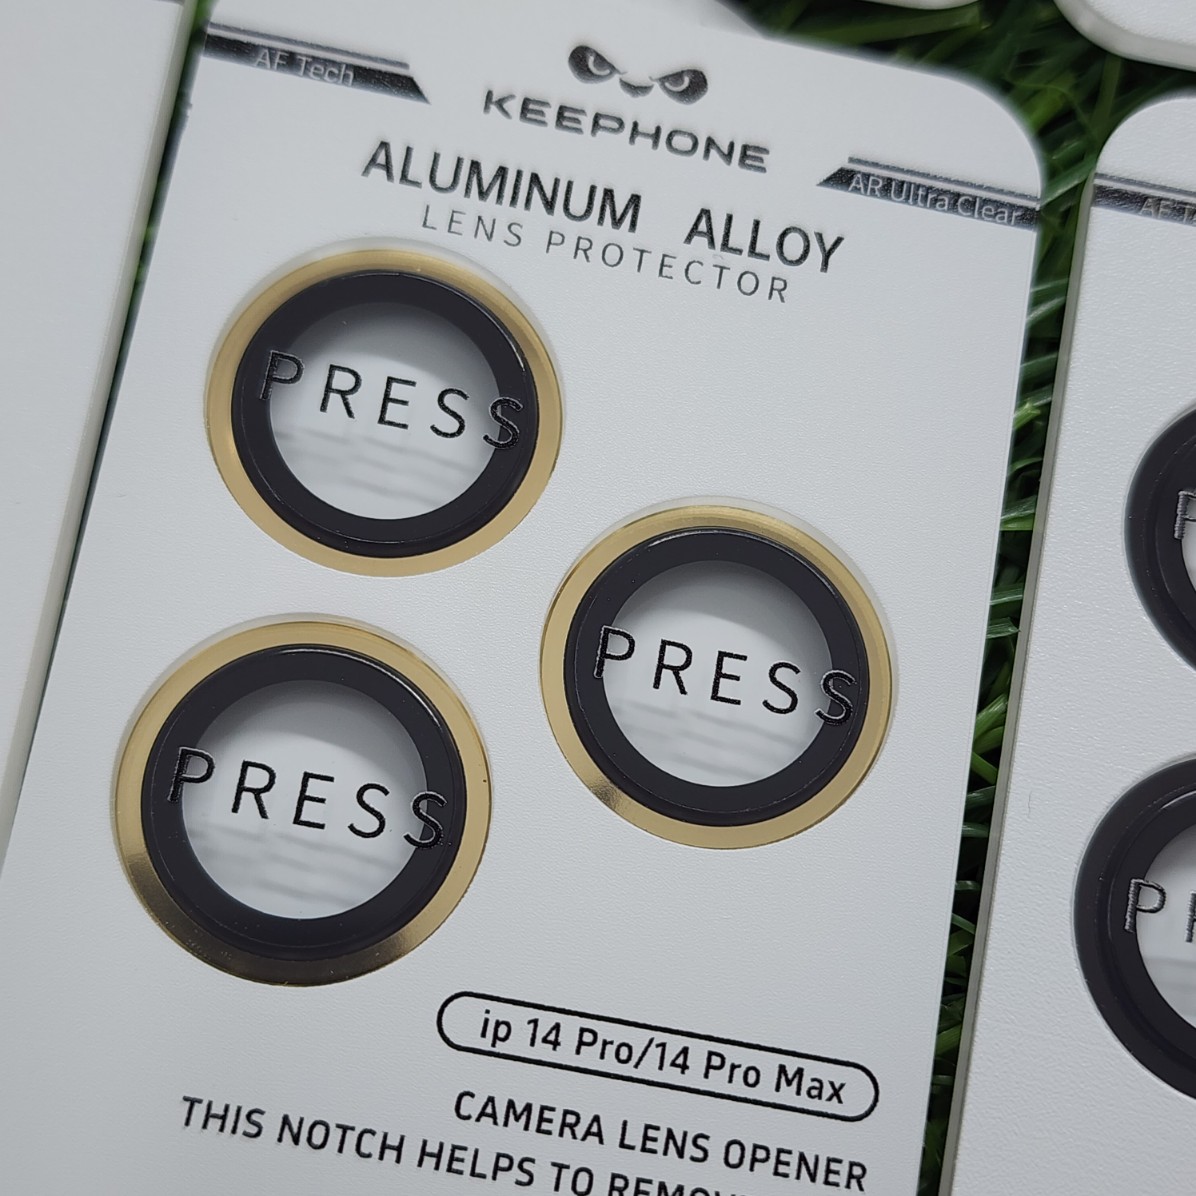 AF Tech
KEEPHONE
AR Ultra Clear
ALUMINUM ALLOY
LENS PROTECTOR
PRESS
PRESS
PRESS
ip 14 Pro/14 Pro Max
CAMERA LENS OPENER
THIS NOTCH HELPS TO